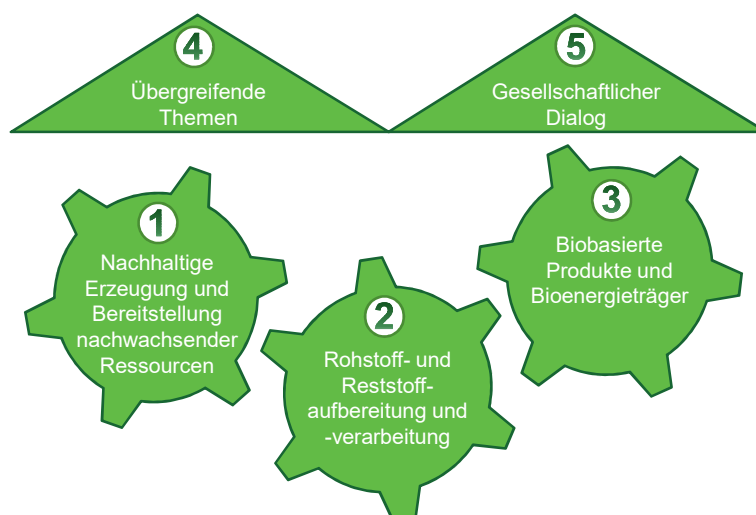 4
Übergreifende
Themen
5
Gesellschaftlicher
Dialog
1
Nachhaltige
Erzeugung und
Bereitstellung
nachwachsender
Ressourcen
2
Rohstoff- und
Reststoff-
aufbereitung und
-verarbeitung
3
Biobasierte
Produkte und
Bioenergieträger